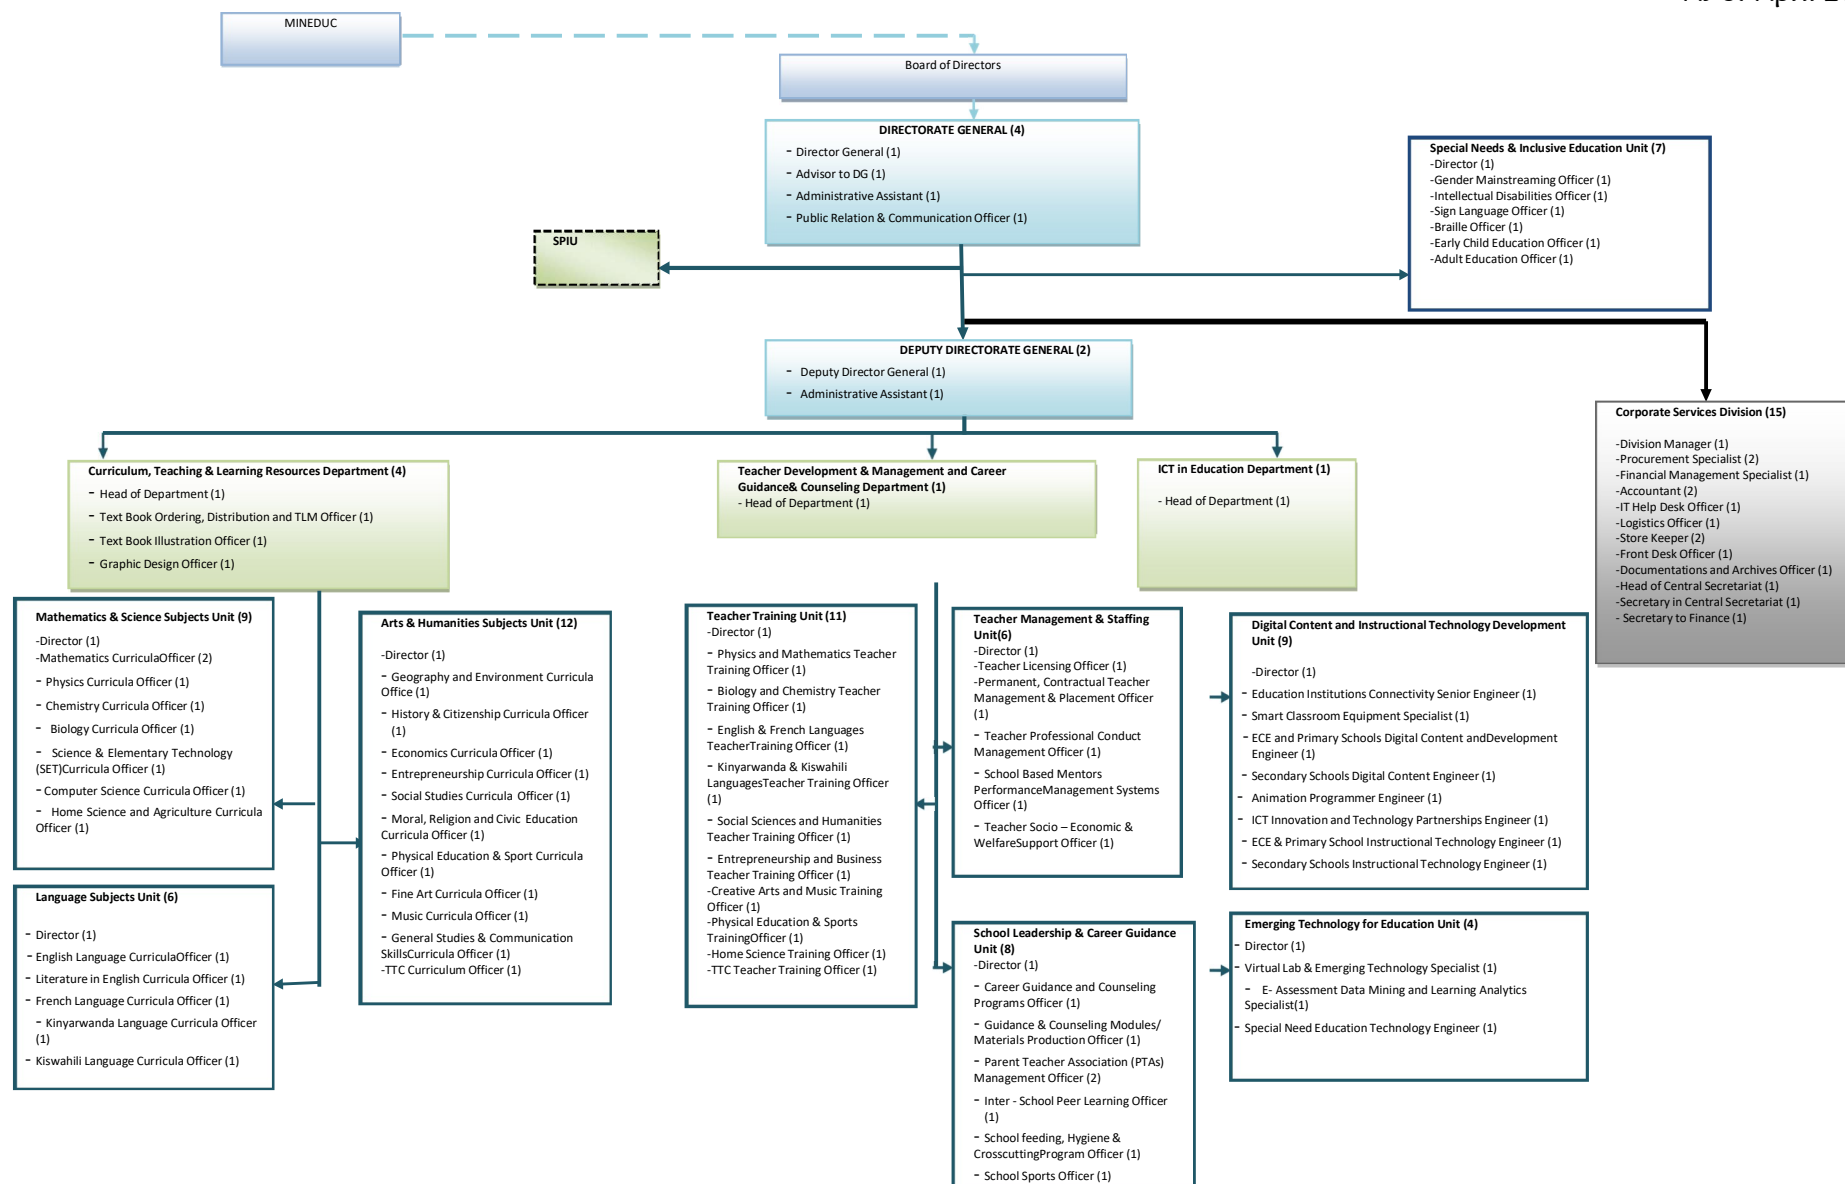 MINEDUC
Board of Directors
DIRECTORATE GENERAL (4)
- Director General (1)
- Advisor to DG (1)
- Administrative Assistant (1)
- Public Relation & Communication Officer (1)
Special Needs & Inclusive Education Unit (7)
-Director (1)
-Gender Mainstreaming Officer (1)
-Intellectual Disabilities Officer (1)
-Sign Language Officer (1)
-Braille Officer (1)
-Early Child Education Officer (1)
-Adult Education Officer (1)
SPIU
DEPUTY DIRECTORATE GENERAL (2)
- Deputy Director General (1)
- Administrative Assistant (1)
Corporate Services Division (15)
-Division Manager (1)
-Procurement Specialist (2)
-Financial Management Specialist (1)
-Accountant (2)
-IT Help Desk Officer (1)
-Logistics Officer (1)
-Store Keeper (2)
-Front Desk Officer (1)
-Documentations and Archives Officer (1)
-Head of Central Secretariat (1)
-Secretary in Central Secretariat (1)
- Secretary to Finance (1)
Curriculum, Teaching & Learning Resources Department (4)
- Head of Department (1)
- Text Book Ordering, Distribution and TLM Officer (1)
- Text Book Illustration Officer (1)
- Graphic Design Officer (1)
Teacher Development & Management and Career
Guidance& Counseling Department (1)
- Head of Department (1)
ICT in Education Department (1)
- Head of Department (1)
Mathematics & Science Subjects Unit (9)
-Director (1)
-Mathematics CurriculaOfficer (2)
- Physics Curricula Officer (1)
- Chemistry Curricula Officer (1)
- Biology Curricula Officer (1)
- Science & Elementary Technology
(SET)Curricula Officer (1)
- Computer Science Curricula Officer (1)
- Home Science and Agriculture Curricula
Officer (1)
Language Subjects Unit (6)
- Director (1)
- English Language CurriculaOfficer (1)
- Literature in English Curricula Officer (1)
- French Language Curricula Officer (1)
- Kinyarwanda Language Curricula Officer
(1)
- Kiswahili Language Curricula Officer (1)
Arts & Humanities Subjects Unit (12)
-Director (1)
- Geography and Environment Curricula
Office (1)
- History & Citizenship Curricula Officer
(1)
- Economics Curricula Officer (1)
- Entrepreneurship Curricula Officer (1)
- Social Studies Curricula Officer (1)
- Moral, Religion and Civic Education
Curricula Officer (1)
- Physical Education & Sport Curricula
Officer (1)
- Fine Art Curricula Officer (1)
- Music Curricula Officer (1)
- General Studies & Communication
SkillsCurricula Officer (1)
-TTC Curriculum Officer (1)
Teacher Training Unit (11)
-Director (1)
- Physics and Mathematics Teacher
Training Officer (1)
- Biology and Chemistry Teacher
Training Officer (1)
- English & French Languages
TeacherTraining Officer (1)
- Kinyarwanda & Kiswahili
LanguagesTeacher Training Officer
(1)
- Social Sciences and Humanities
Teacher Training Officer (1)
- Entrepreneurship and Business
Teacher Training Officer (1)
-Creative Arts and Music Training
Officer (1)
-Physical Education & Sports
TrainingOfficer (1)
-Home Science Training Officer (1)
-TTC Teacher Training Officer (1)
Teacher Management & Staffing
Unit(6)
-Director (1)
-Teacher Licensing Officer (1)
-Permanent, Contractual Teacher
Management & Placement Officer
(1)
- Teacher Professional Conduct
Management Officer (1)
- School Based Mentors
PerformanceManagement Systems
Officer (1)
- Teacher Socio – Economic &
WelfareSupport Officer (1)
School Leadership & Career Guidance
Unit (8)
-Director (1)
- Career Guidance and Counseling
Programs Officer (1)
- Guidance & Counseling Modules/
Materials Production Officer (1)
- Parent Teacher Association (PTAs)
Management Officer (2)
- Inter - School Peer Learning Officer
(1)
- School feeding, Hygiene &
CrosscuttingProgram Officer (1)
- School Sports Officer (1)
Digital Content and Instructional Technology Development
Unit (9)
-Director (1)
- Education Institutions Connectivity Senior Engineer (1)
- Smart Classroom Equipment Specialist (1)
- ECE and Primary Schools Digital Content andDevelopment
Engineer (1)
- Secondary Schools Digital Content Engineer (1)
- Animation Programmer Engineer (1)
- ICT Innovation and Technology Partnerships Engineer (1)
- ECE & Primary School Instructional Technology Engineer (1)
- Secondary Schools Instructional Technology Engineer (1)
Emerging Technology for Education Unit (4)
- Director (1)
- Virtual Lab & Emerging Technology Specialist (1)
- E- Assessment Data Mining and Learning Analytics
Specialist(1)
- Special Need Education Technology Engineer (1)